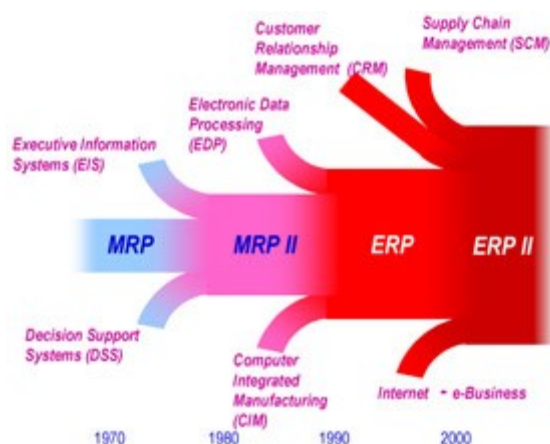 Customer
Relationship
Management (CRM)
Supply Chain
Management (SCM)
Electronic Data
Processing
(EDP)
Executive Information
Systems (EIS)
MRP
MRP II
ERP
ERP II
Decision Support
Systems (DSS)
Computer
Integrated
Manufacturing
(CIM)
Internet - e-Business
1970
1980
1990
2000